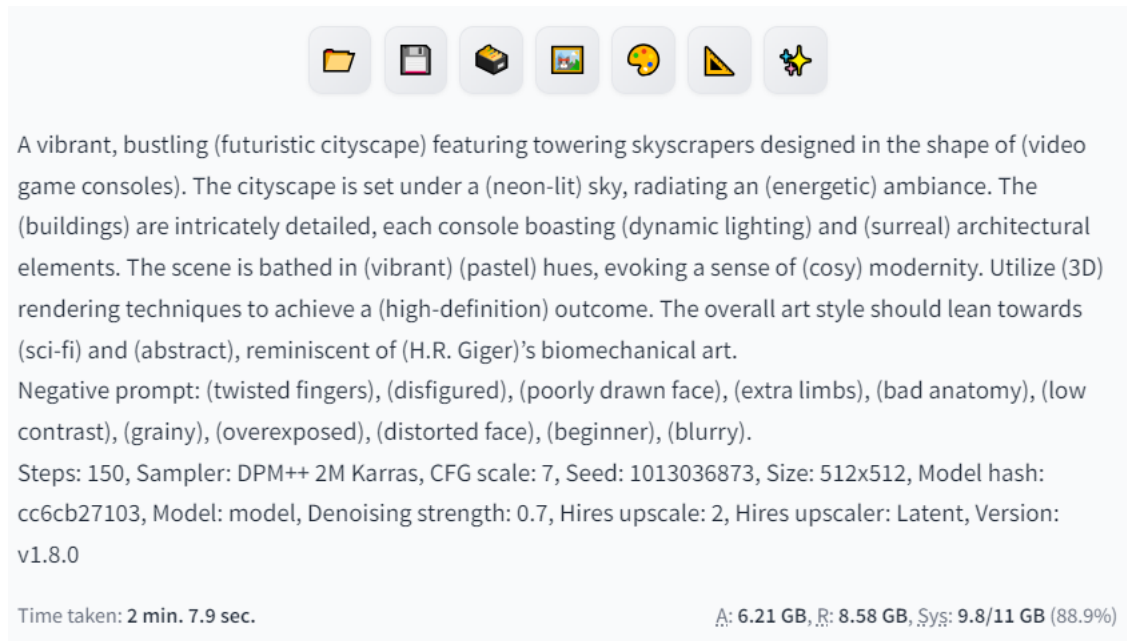 A vibrant, bustling (futuristic cityscape) featuring towering skyscrapers designed in the shape of (video
game consoles). The cityscape is set under a (neon-lit) sky, radiating an (energetic) ambiance. The
(buildings) are intricately detailed, each console boasting (dynamic lighting) and (surreal) architectural
elements. The scene is bathed in (vibrant) (pastel) hues, evoking a sense of (cosy) modernity. Utilize (3D)
rendering techniques to achieve a (high-definition) outcome. The overall art style should lean towards
(sci-fi) and (abstract), reminiscent of (H.R. Giger)’s biomechanical art.
Negative prompt: (twisted fingers), (disfigured), (poorly drawn face), (extra limbs), (bad anatomy), (low
contrast), (grainy), (overexposed), (distorted face), (beginner), (blurry).
Steps: 150, Sampler: DPM++ 2M Karras, CFG scale: 7, Seed: 1013036873, Size: 512x512, Model hash:
cc6cb27103, Model: model, Denoising strength: 0.7, Hires upscale: 2, Hires upscaler: Latent, Version:
v1.8.0
Time taken: 2 min. 7.9 sec. A: 6.21 GB, R: 8.58 GB, Sys: 9.8/11 GB (88.9%)